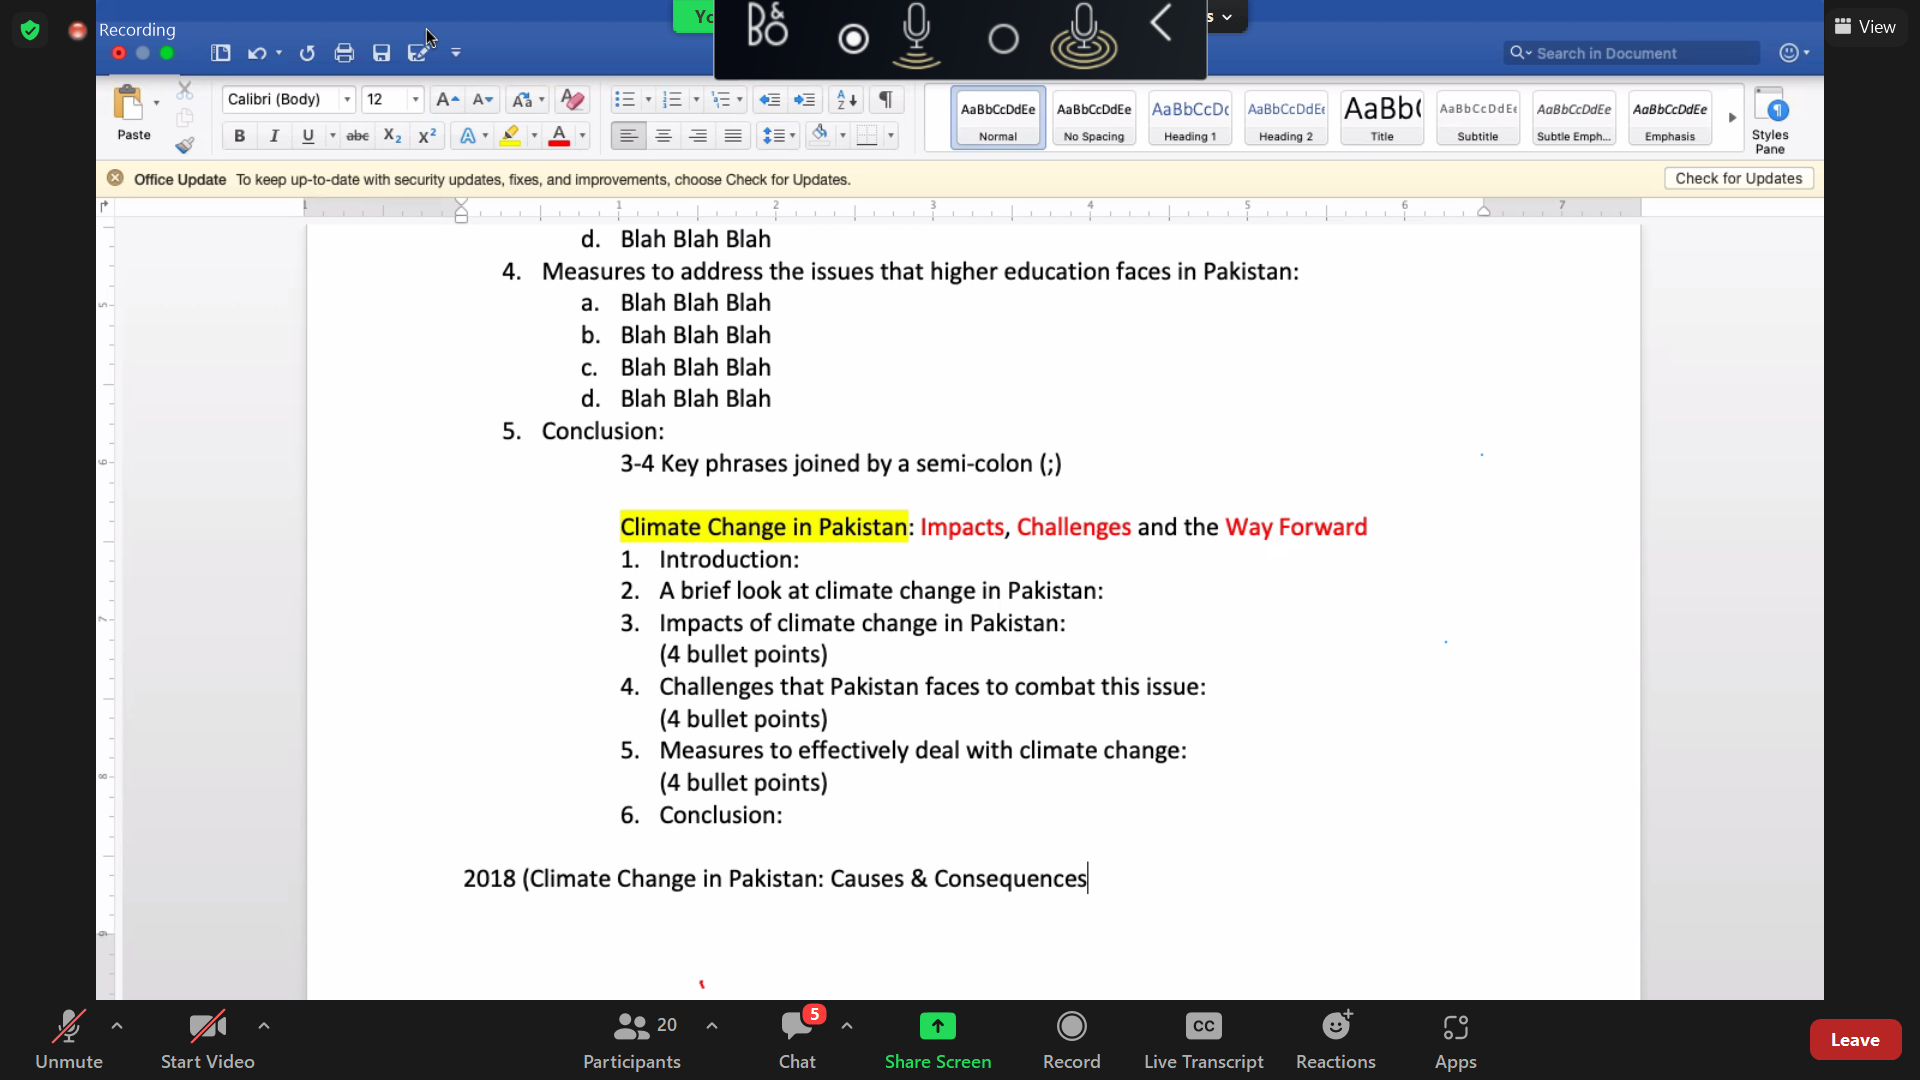 Recording
View
Search in Document
Paste
Calibri (Body)
12
Normal
No Spacing
Heading 1
Heading 2
Title
Subtitle
Subtle Emph...
Emphasis
Styles Pane
Office Update To keep up-to-date with security updates, fixes, and improvements, choose Check for Updates.
Check for Updates
d. Blah Blah Blah
4. Measures to address the issues that higher education faces in Pakistan:
a. Blah Blah Blah
b. Blah Blah Blah
c. Blah Blah Blah
d. Blah Blah Blah
5. Conclusion:
3-4 Key phrases joined by a semi-colon (;)
Climate Change in Pakistan: Impacts, Challenges and the Way Forward
1. Introduction:
2. A brief look at climate change in Pakistan:
3. Impacts of climate change in Pakistan:
(4 bullet points)
4. Challenges that Pakistan faces to combat this issue:
(4 bullet points)
5. Measures to effectively deal with climate change:
(4 bullet points)
6. Conclusion:
2018 (Climate Change in Pakistan: Causes & Consequences
Unmute
Start Video
20
Participants
5
Chat
Share Screen
Record
CC
Live Transcript
Reactions
Apps
Leave